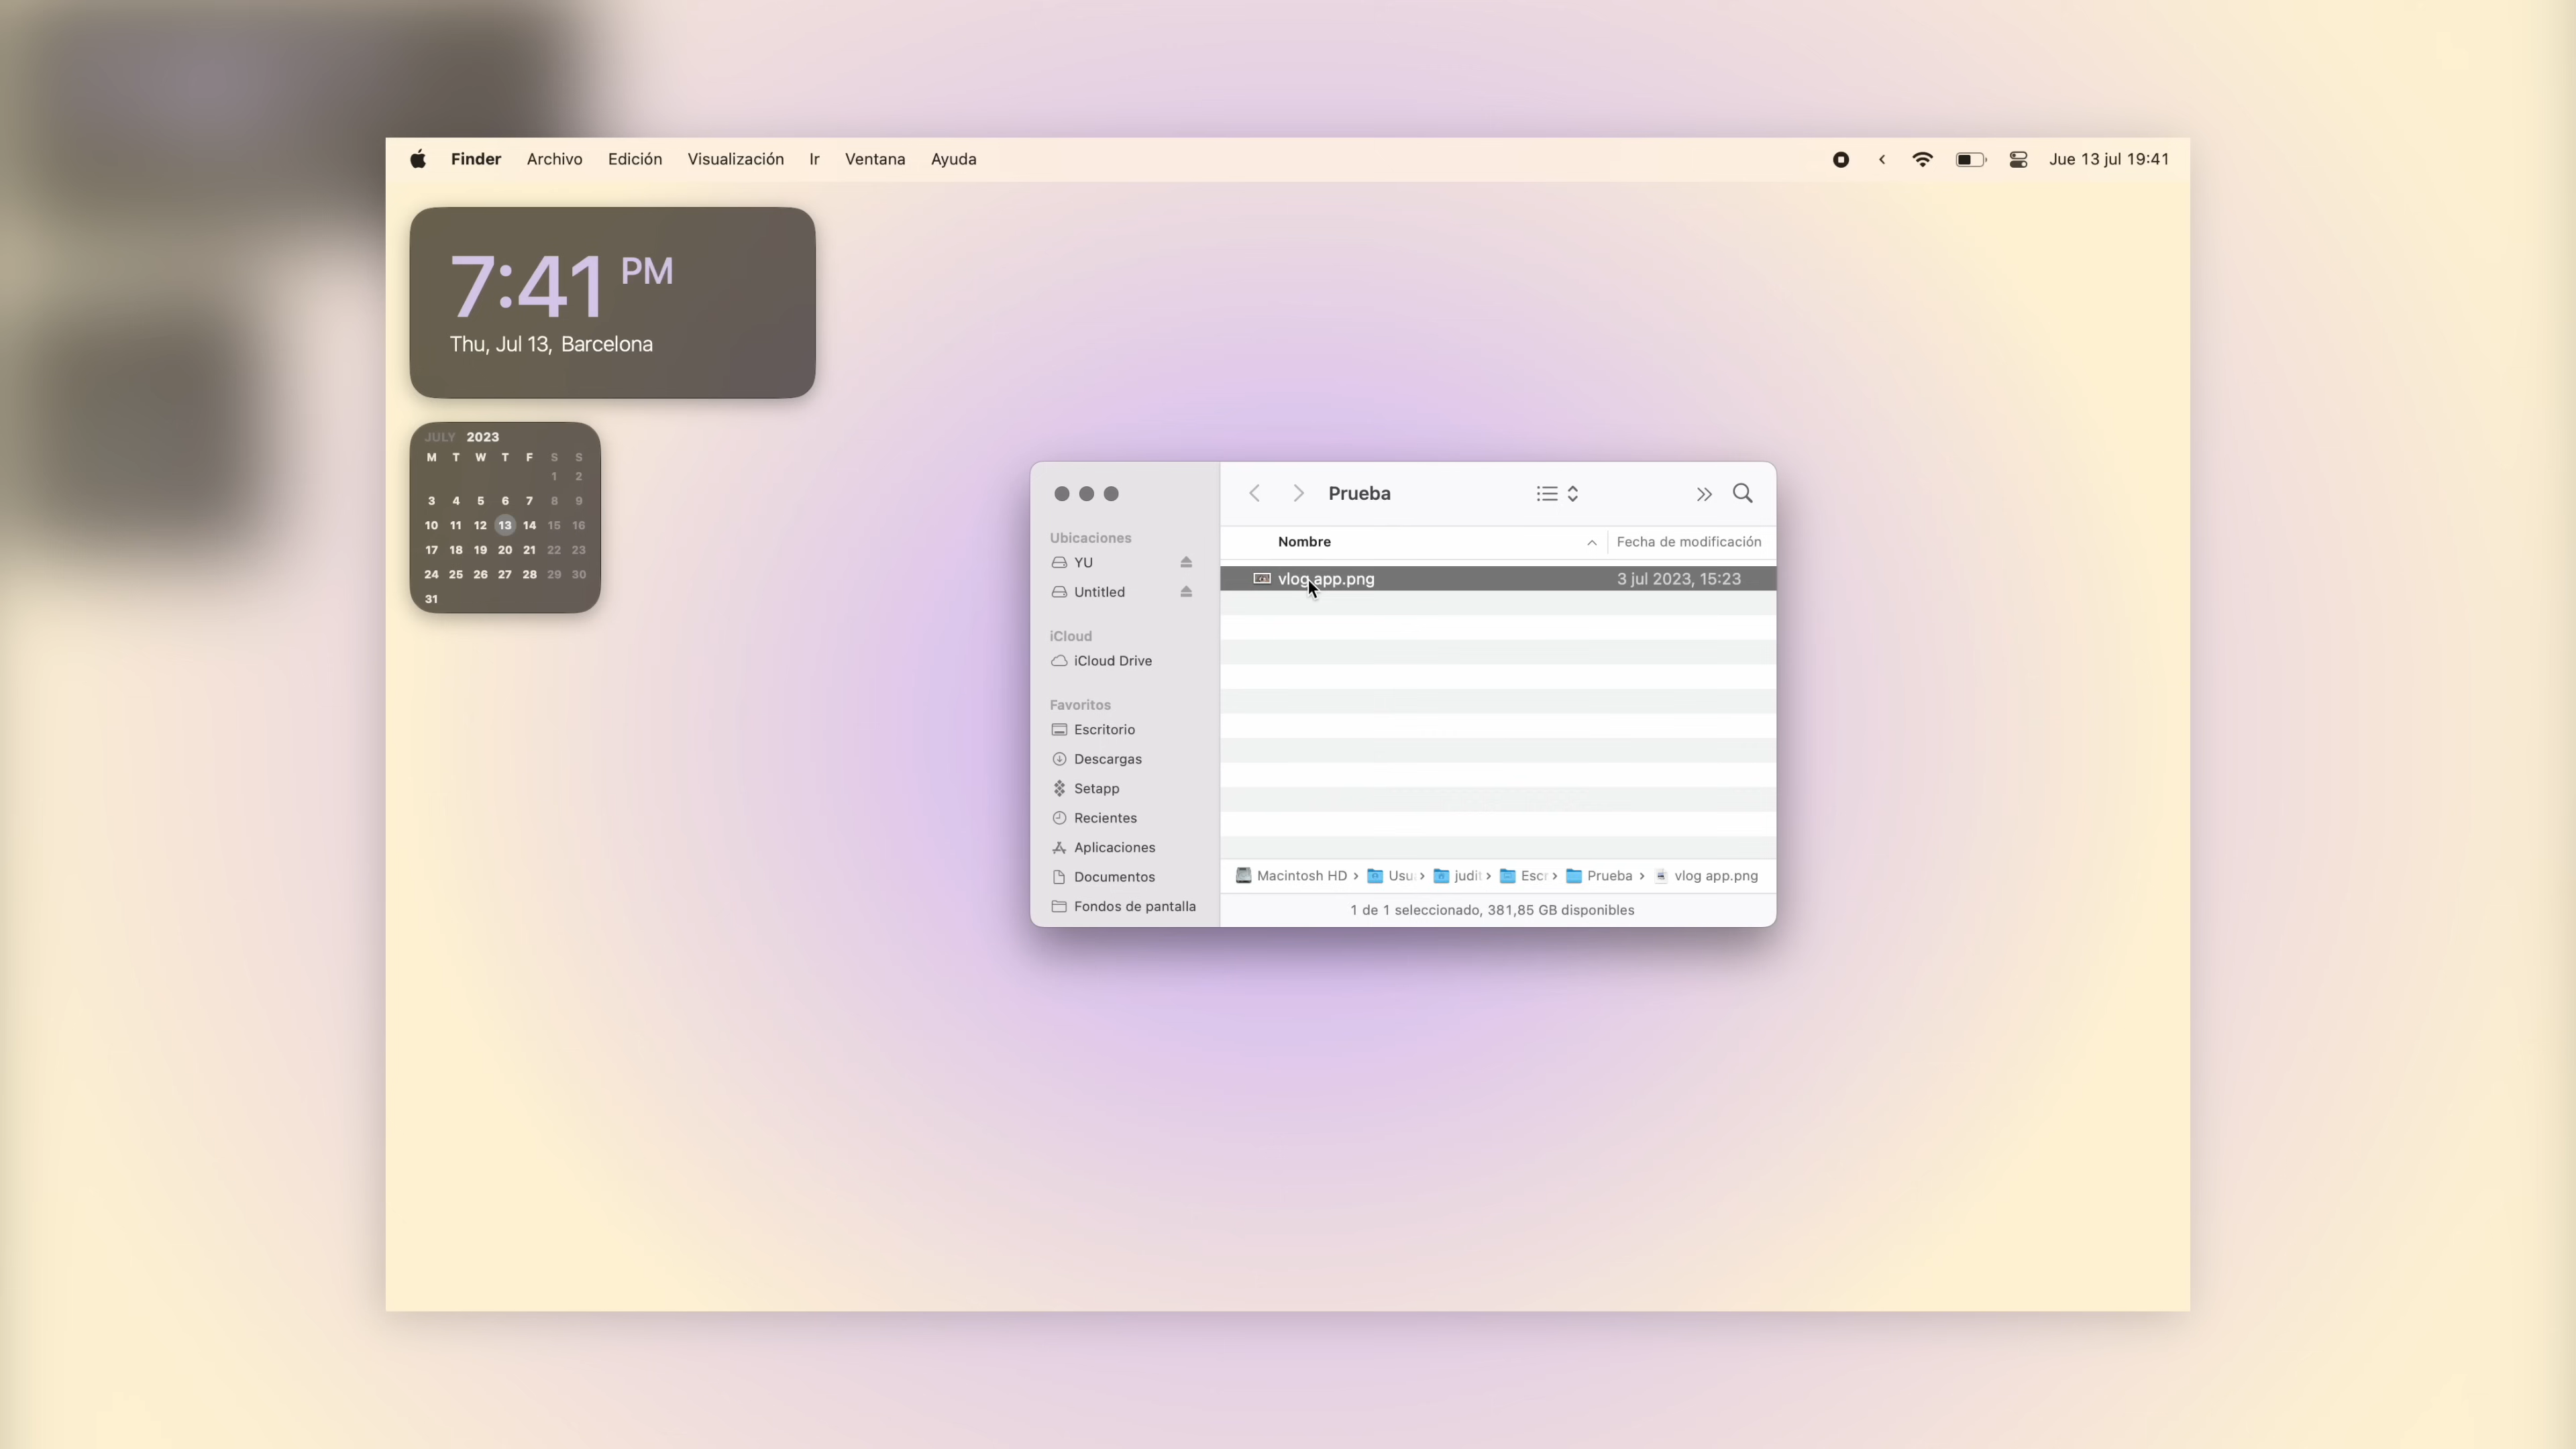 Finder Archivo Edición Visualización Ir Ventana Ayuda Jue 13 jul 19:41
7:41 PM
Thu, Jul 13, Barcelona
JULY 2023
M T W T F S S
1 2
3 4 5 6 7 8 9
10 11 12 13 14 15 16
17 18 19 20 21 22 23
24 25 26 27 28 29 30
31
Prueba
Ubicaciones
YU
Untitled
iCloud
iCloud Drive
Favoritos
Escritorio
Descargas
Setapp
Recientes
Aplicaciones
Documentos
Fondos de pantalla
Nombre Fecha de modificación
vlog app.png 3 jul 2023, 15:23
Macintosh HD › Usu › judit › Escr › Prueba › vlog app.png
1 de 1 seleccionado, 381,85 GB disponibles